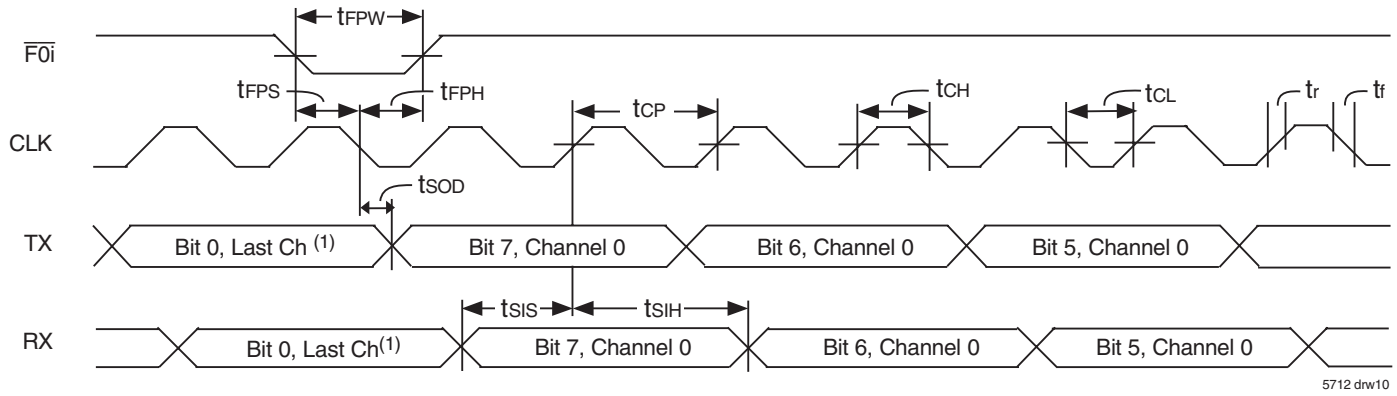 tFPW
F0i
tFPS
tFPH
tCP
tCH
tCL
tr
tf
CLK
tSOD
TX
Bit 0, Last Ch (1)
Bit 7, Channel 0
Bit 6, Channel 0
Bit 5, Channel 0
tSIS
tSIH
RX
Bit 0, Last Ch(1)
Bit 7, Channel 0
Bit 6, Channel 0
Bit 5, Channel 0
5712 drw10